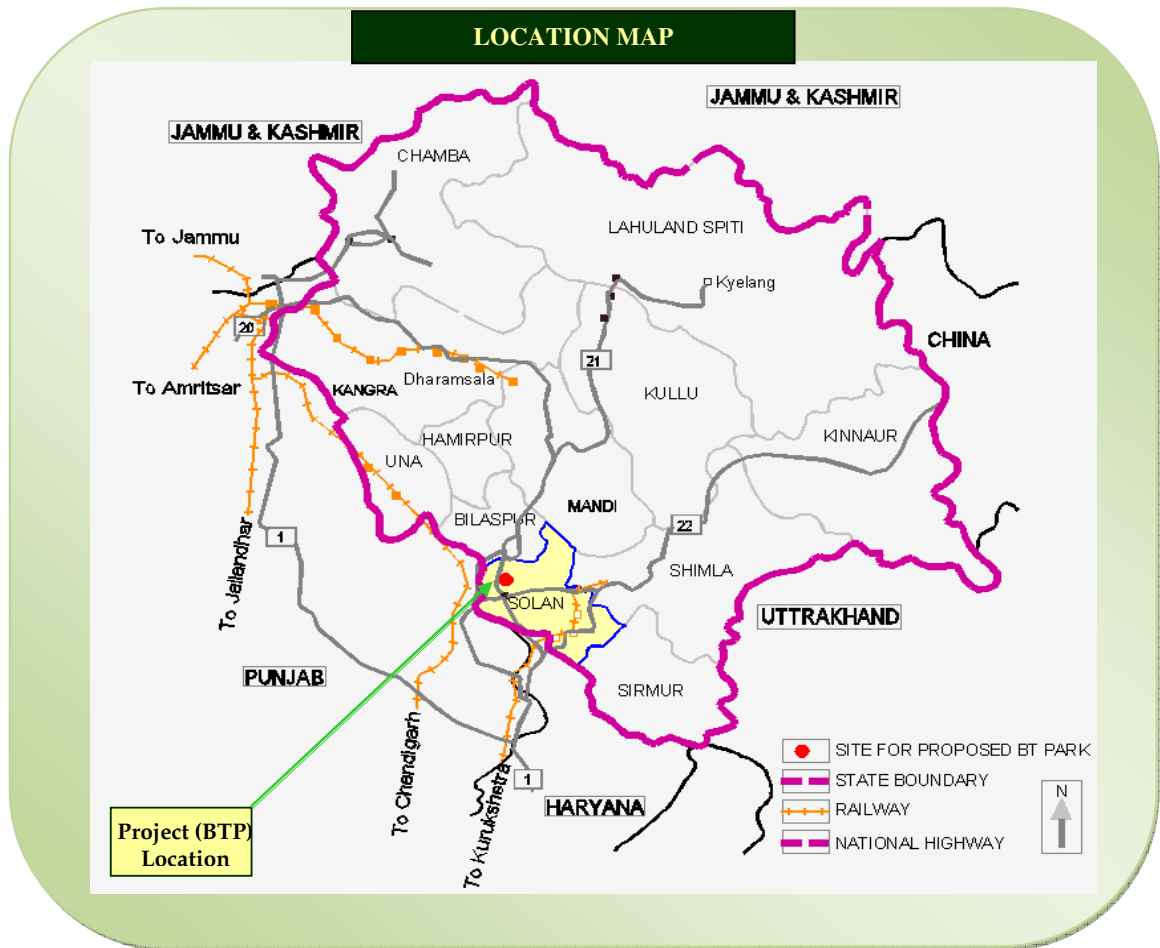 LOCATION MAP
JAMMU & KASHMIR
JAMMU & KASHMIR
CHAMBA
To Jammu
LAHULAND SPITI
Kyelang
20
CHINA
21
To Amritsar
KANGRA
Dharamsala
KULLU
HAMIRPUR
KINNAUR
UNA
MANDI
BILASPUR
22
1
SHIMLA
To Jallandhar
SOLAN
UTTRAKHAND
PUNJAB
SIRMUR
To Chandigarh
To Kurukshetra
1
HARYANA
SITE FOR PROPOSED BT PARK
STATE BOUNDARY
RAILWAY
NATIONAL HIGHWAY
N
Project (BTP)
Location